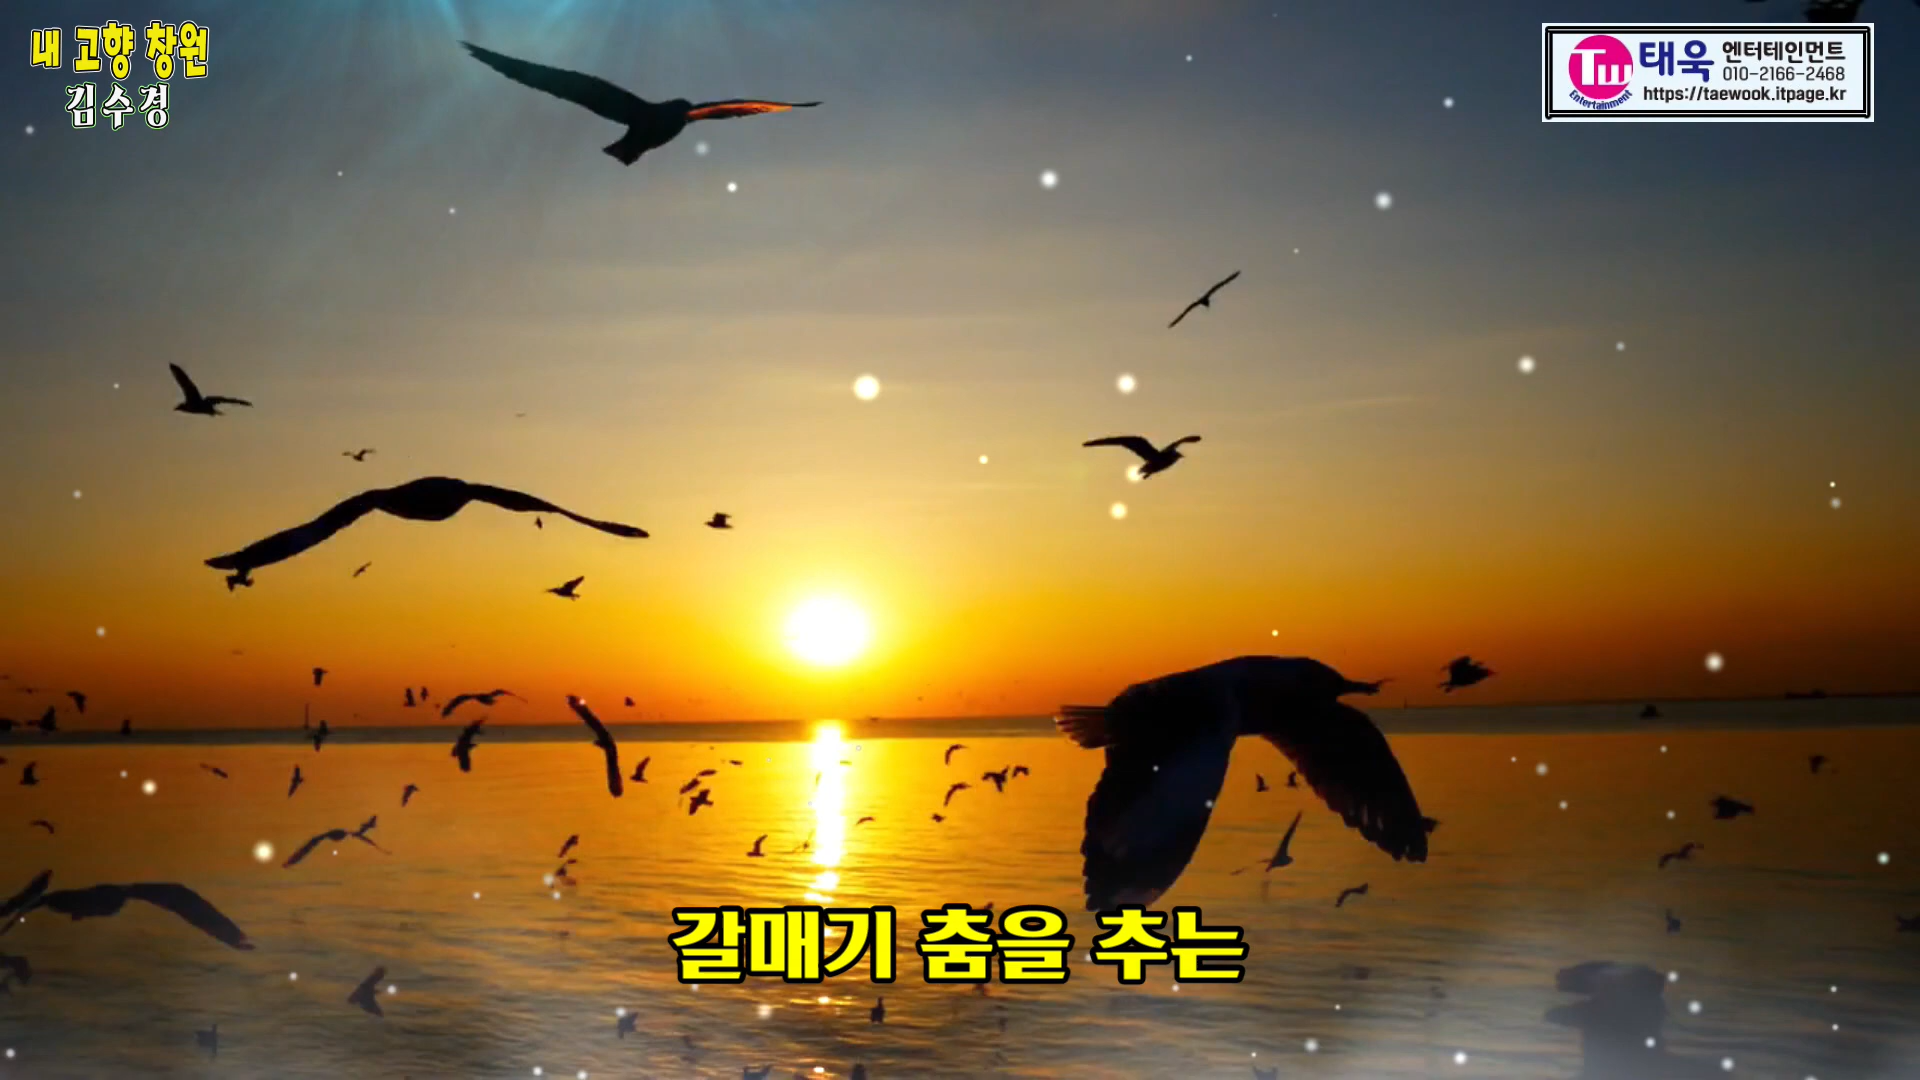 내 고향 창원
김수경
TW
Entertainment
태욱 엔터테인먼트
010-2166-2468
https://taewook.itpage.kr
갈매기 춤을 추는